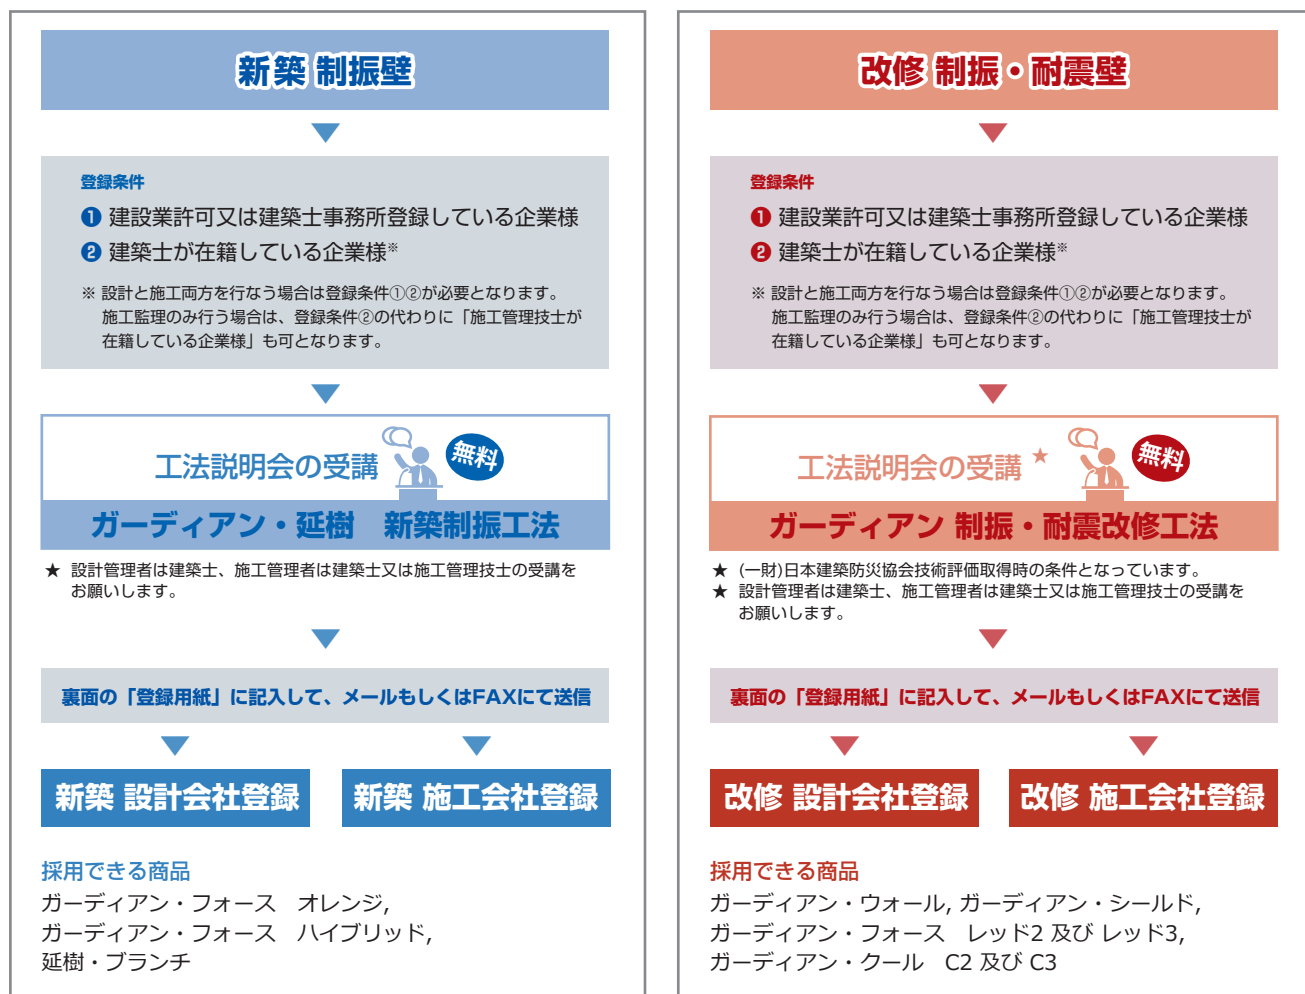 新築 制振壁
登録条件
❶ 建設業許可又は建築士事務所登録している企業様
❷ 建築士が在籍している企業様※
※ 設計と施工両方を行なう場合は登録条件①②が必要となります。
施工監理のみ行う場合は、登録条件②の代わりに「施工管理技士が
在籍している企業様」も可となります。
工法説明会の受講
無料
ガーディアン・延樹　新築制振工法
★ 設計管理者は建築士、施工管理者は建築士又は施工管理技士の受講を
お願いします。
裏面の「登録用紙」に記入して、メールもしくはFAXにて送信
新築 設計会社登録
新築 施工会社登録
採用できる商品
ガーディアン・フォース　オレンジ,
ガーディアン・フォース　ハイブリッド,
延樹・ブランチ
改修 制振・耐震壁
登録条件
❶ 建設業許可又は建築士事務所登録している企業様
❷ 建築士が在籍している企業様※
※ 設計と施工両方を行なう場合は登録条件①②が必要となります。
施工監理のみ行う場合は、登録条件②の代わりに「施工管理技士が
在籍している企業様」も可となります。
工法説明会の受講★
無料
ガーディアン 制振・耐震改修工法
★ (一財)日本建築防災協会技術評価取得時の条件となっています。
★ 設計管理者は建築士、施工管理者は建築士又は施工管理技士の受講を
お願いします。
裏面の「登録用紙」に記入して、メールもしくはFAXにて送信
改修 設計会社登録
改修 施工会社登録
採用できる商品
ガーディアン・ウォール, ガーディアン・シールド,
ガーディアン・フォース　レッド2 及び レッド3,
ガーディアン・クール　C2 及び C3